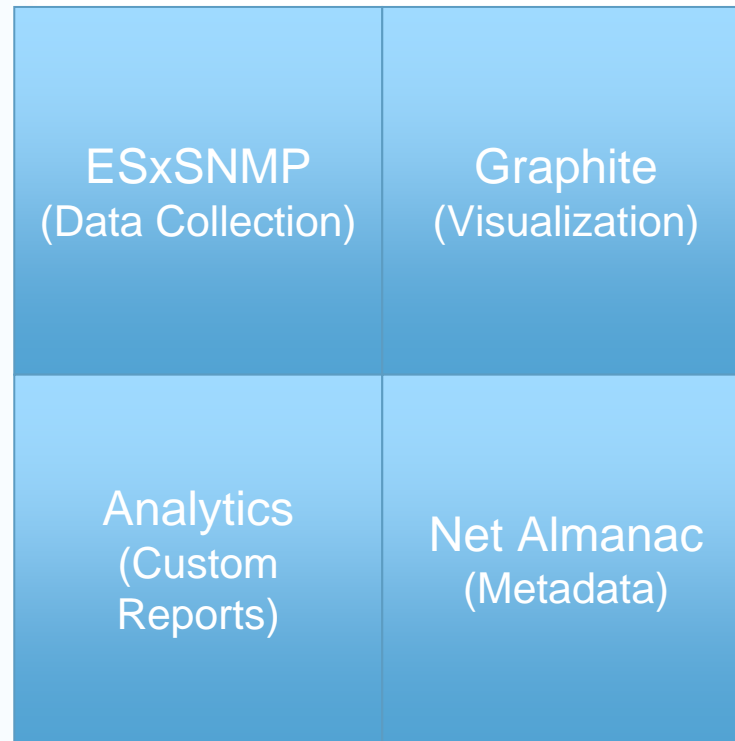 ESxSNMP
(Data Collection)
Graphite
(Visualization)
Analytics
(Custom
Reports)
Net Almanac
(Metadata)